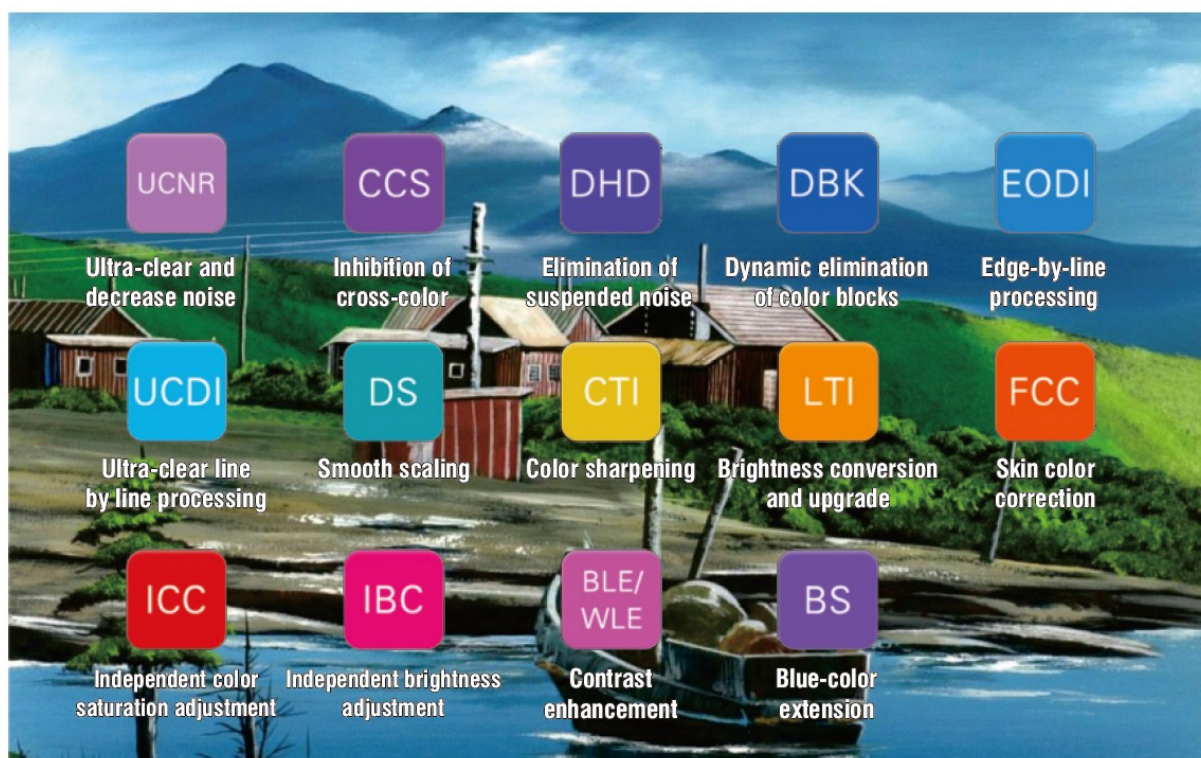 UCNR
CCS
DHD
DBK
EODI
Ultra-clear and
decrease noise
Inhibition of
cross-color
Elimination of
suspended noise
Dynamic elimination
of color blocks
Edge-by-line
processing
UCDI
DS
CTI
LTI
FCC
Ultra-clear line
by line processing
Smooth scaling
Color sharpening
Brightness conversion
and upgrade
Skin color
correction
ICC
IBC
BLE/
WLE
BS
Independent color
saturation adjustment
Independent brightness
adjustment
Contrast
enhancement
Blue-color
extension